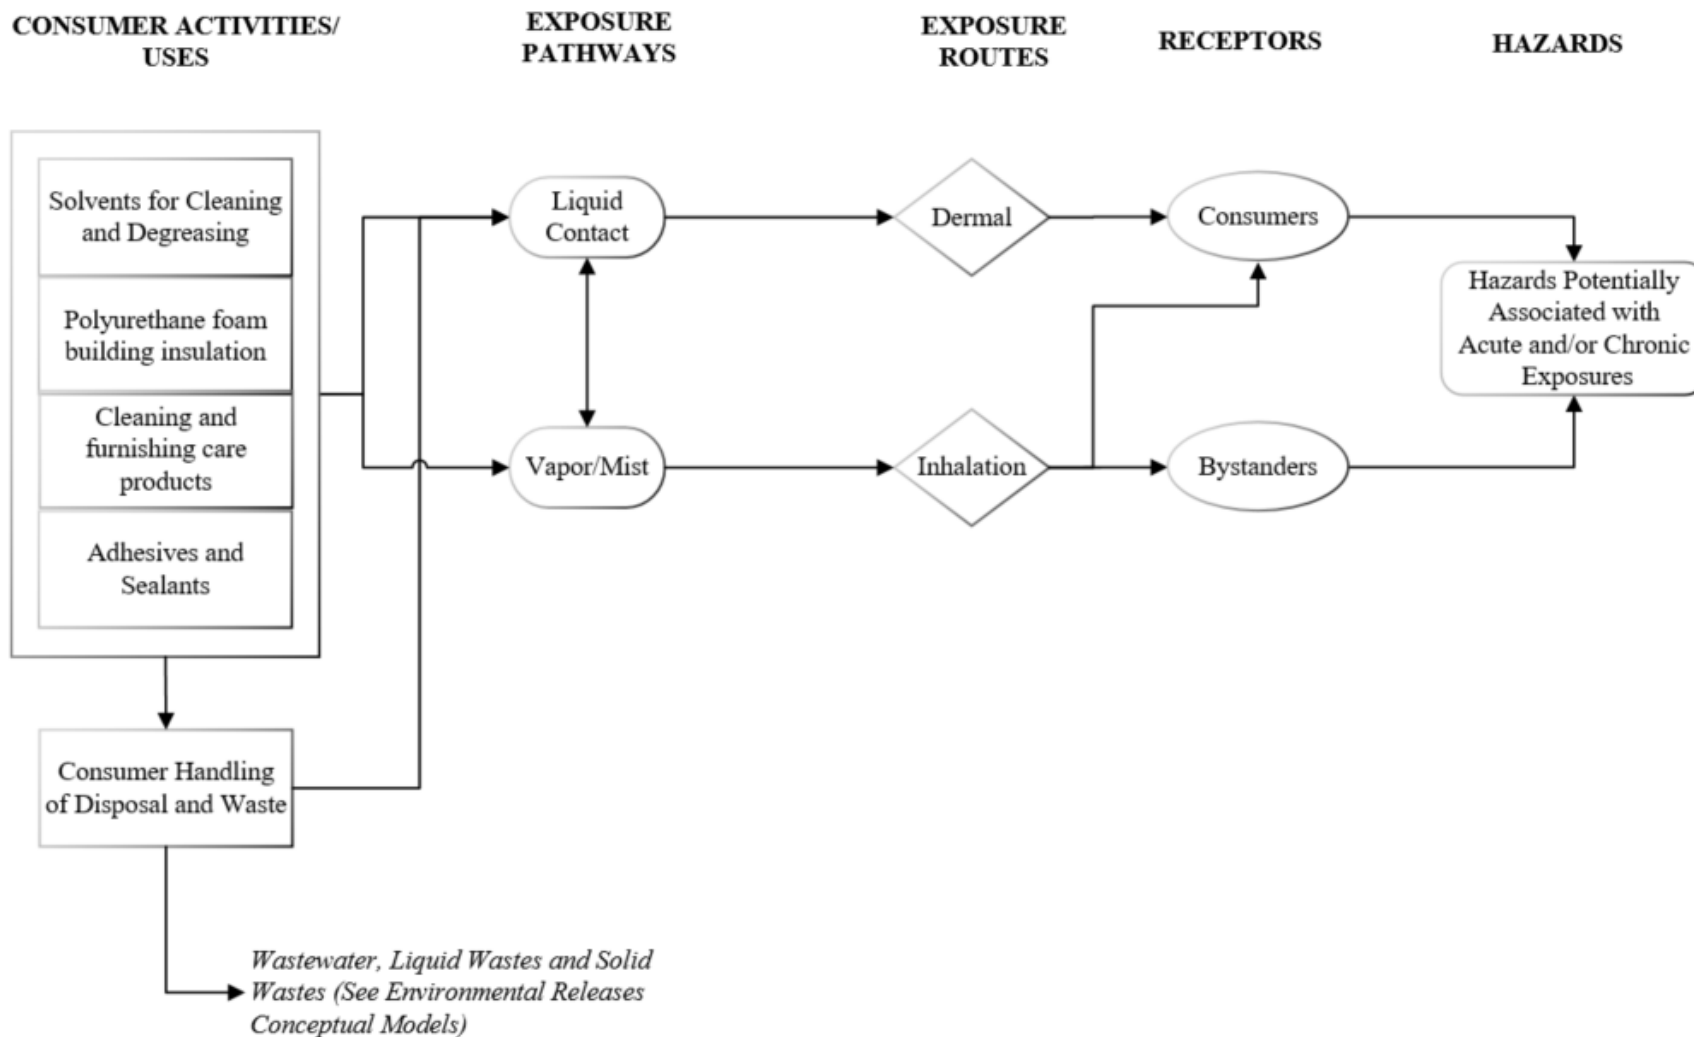 CONSUMER ACTIVITIES/
USES
EXPOSURE
PATHWAYS
EXPOSURE
ROUTES
RECEPTORS
HAZARDS
Solvents for Cleaning
and Degreasing
Polyurethane foam
building insulation
Cleaning and
furnishing care
products
Adhesives and
Sealants
Consumer Handling
of Disposal and Waste
Wastewater, Liquid Wastes and Solid
Wastes (See Environmental Releases
Conceptual Models)
Liquid
Contact
Vapor/Mist
Dermal
Inhalation
Consumers
Bystanders
Hazards Potentially
Associated with
Acute and/or Chronic
Exposures